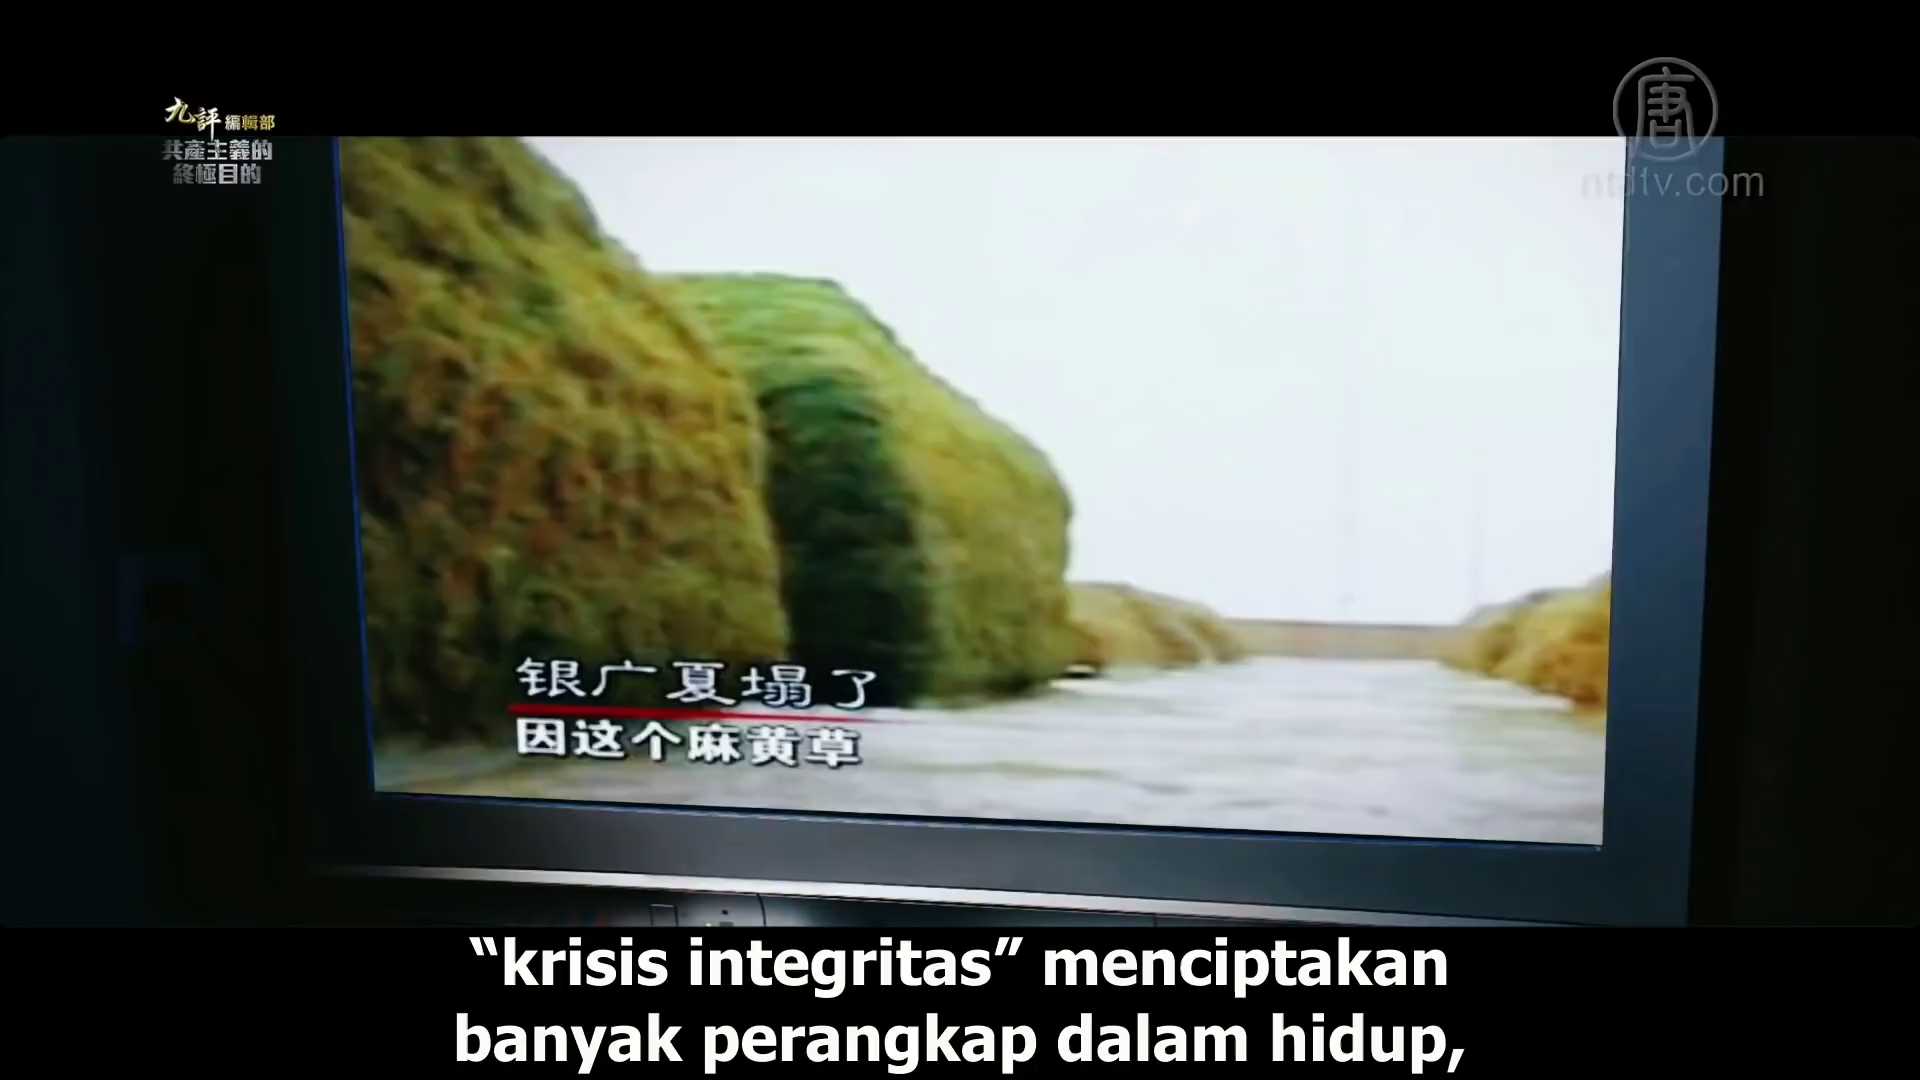 九評編輯部
共產主義的
終極目的
唐
ntdtv.com
银广夏塌了
因这个麻黄草
“krisis integritas” menciptakan
banyak perangkap dalam hidup,